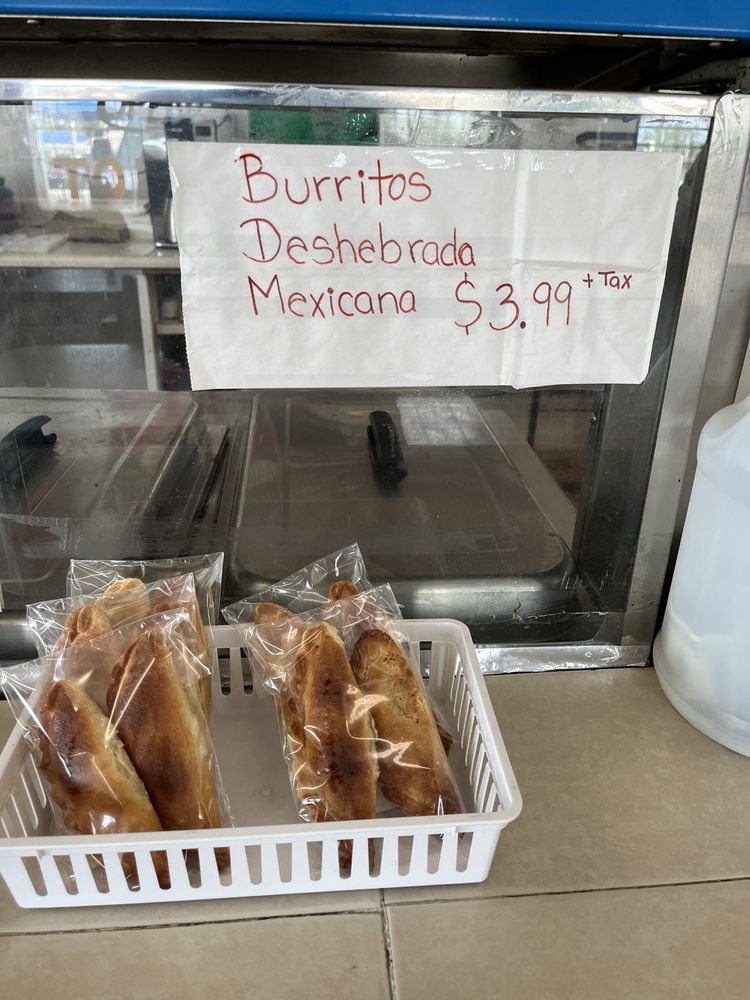 Burritos
Deshebrada
Mexicana $3.99 + Tax